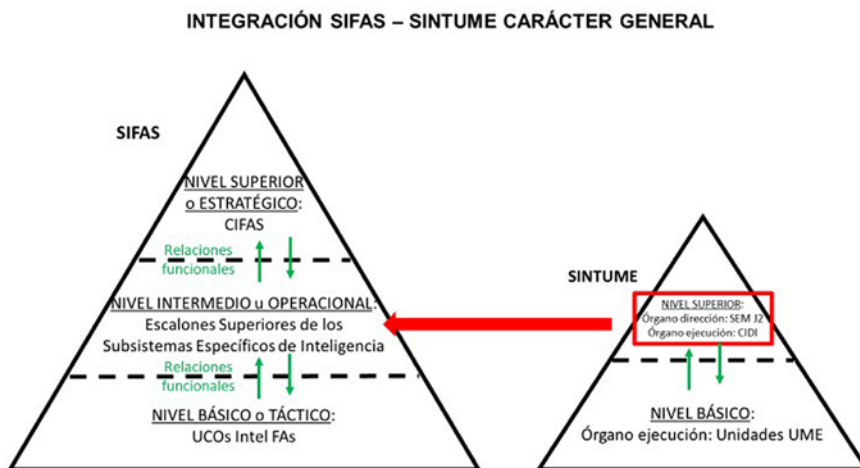 INTEGRACIÓN SIFAS – SINTUME CARÁCTER GENERAL
SIFAS
NIVEL SUPERIOR
o ESTRATÉGICO:
CIFAS
Relaciones
funcionales
NIVEL INTERMEDIO u OPERACIONAL:
Escalones Superiores de los
Subsistemas Específicos de Inteligencia
Relaciones
funcionales
NIVEL BÁSICO o TÁCTICO:
UCOs Intel FAs
SINTUME
NIVEL SUPERIOR:
Órgano dirección: SEM J2
Órgano ejecución: CIDI
NIVEL BÁSICO:
Órgano ejecución: Unidades UME